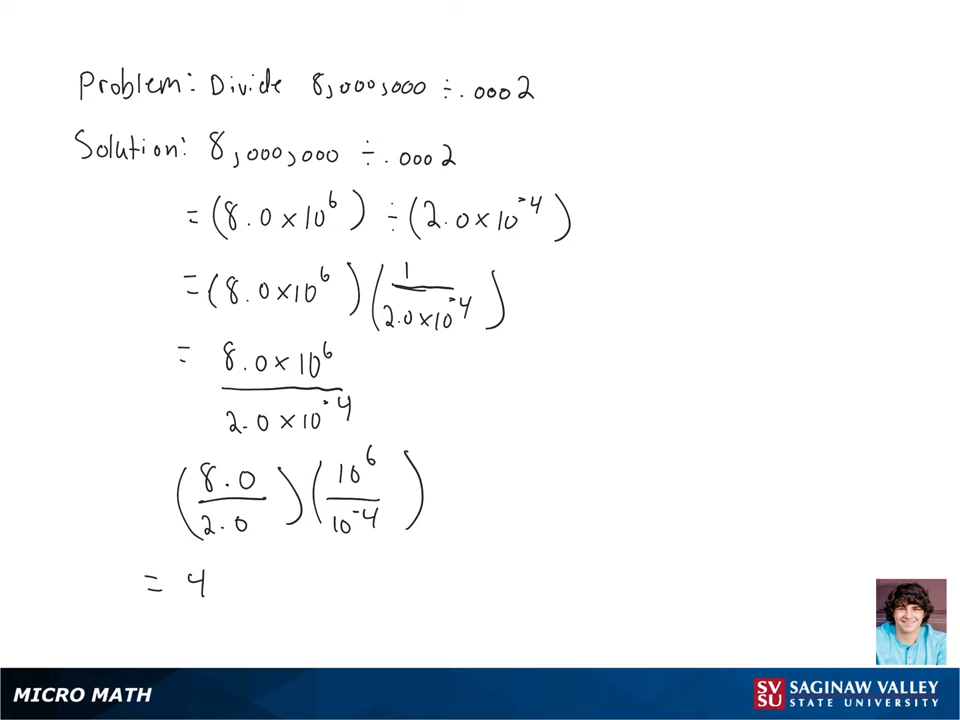 Problem: Divide 8,000,000 ÷ .0002
Solution: 8,000,000 ÷ .0002
= (8.0 × 10^6) ÷ (2.0 × 10^-4)
= (8.0 × 10^6) (1 / 2.0 × 10^-4)
= 8.0 × 10^6 / 2.0 × 10^-4
(8.0 / 2.0) (10^6 / 10^-4)
= 4
MICRO MATH
SVSU SAGINAW VALLEY
STATE UNIVERSITY